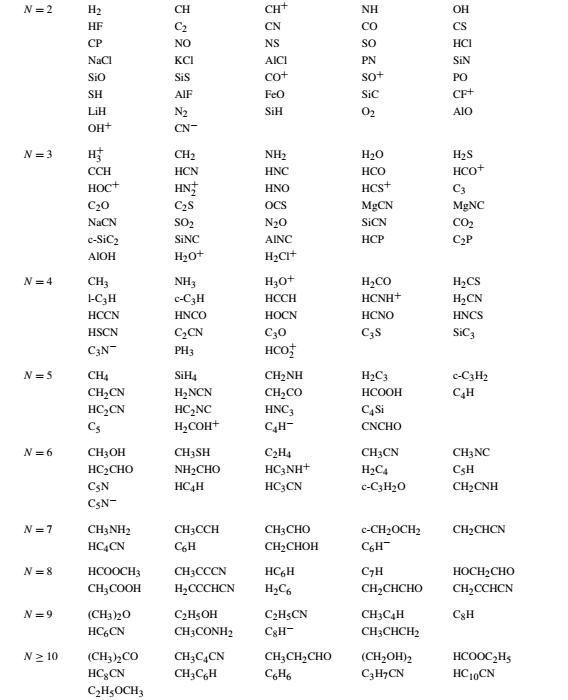 N = 2 H₂ CH CH⁺ NH OH
HF C₂ CN CO CS
CP NO NS SO HCl
NaCl KCl AlCl PN SiN
SiO SiS CO⁺ SO⁺ PO
SH AlF FeO SiC CF⁺
LiH N₂ SiH O₂ AlO
OH⁺ CN⁻
N = 3 H₃⁺ CH₂ NH₂ H₂O H₂S
CCH HCN HNC HCO HCO⁺
HOC⁺ HN₂⁺ HNO HCS⁺ C₃
C₂O C₂S OCS MgCN MgNC
NaCN SO₂ N₂O SiCN CO₂
c-SiC₂ SiNC AlNC HCP C₂P
AlOH H₂O⁺ H₂Cl⁺
N = 4 CH₃ NH₃ H₃O⁺ H₂CO H₂CS
l-C₃H c-C₃H HCCH HCNH⁺ H₂CN
HCCN HNCO HOCN HCNO HNCS
HSCN C₂CN C₃O C₃S SiC₃
C₃N⁻ PH₃ HCO₂⁺
N = 5 CH₄ SiH₄ CH₂NH H₂C₃ c-C₃H₂
CH₂CN H₂NCN CH₂CO HCOOH C₄H
HC₂CN HC₂NC HNC₃ C₄Si
C₅ H₂COH⁺ C₄H⁻ CNCHO
N = 6 CH₃OH CH₃SH C₂H₄ CH₃CN CH₃NC
HC₂CHO NH₂CHO HC₃NH⁺ H₂C₄ C₅H
C₅N HC₄H HC₃CN c-C₃H₂O CH₂CNH
C₅N⁻
N = 7 CH₃NH₂ CH₃CCH CH₃CHO c-CH₂OCH₂ CH₂CHCN
HC₄CN C₆H CH₂CHOH C₆H⁻
N = 8 HCOOCH₃ CH₃CCCN HC₆H C₇H HOCH₂CHO
CH₃COOH H₂CCCHCN H₂C₆ CH₂CHCHO CH₂CCHCN
N = 9 (CH₃)₂O C₂H₅OH C₂H₅CN CH₃C₄H C₈H
HC₆CN CH₃CONH₂ C₈H⁻ CH₃CHCH₂
N ≥ 10 (CH₃)₂CO CH₃C₄CN CH₃CH₂CHO (CH₂OH)₂ HCOOC₂H₅
HC₈CN CH₃C₆H C₆H₆ C₃H₇CN HC₁₀CN
C₂H₅OCH₃